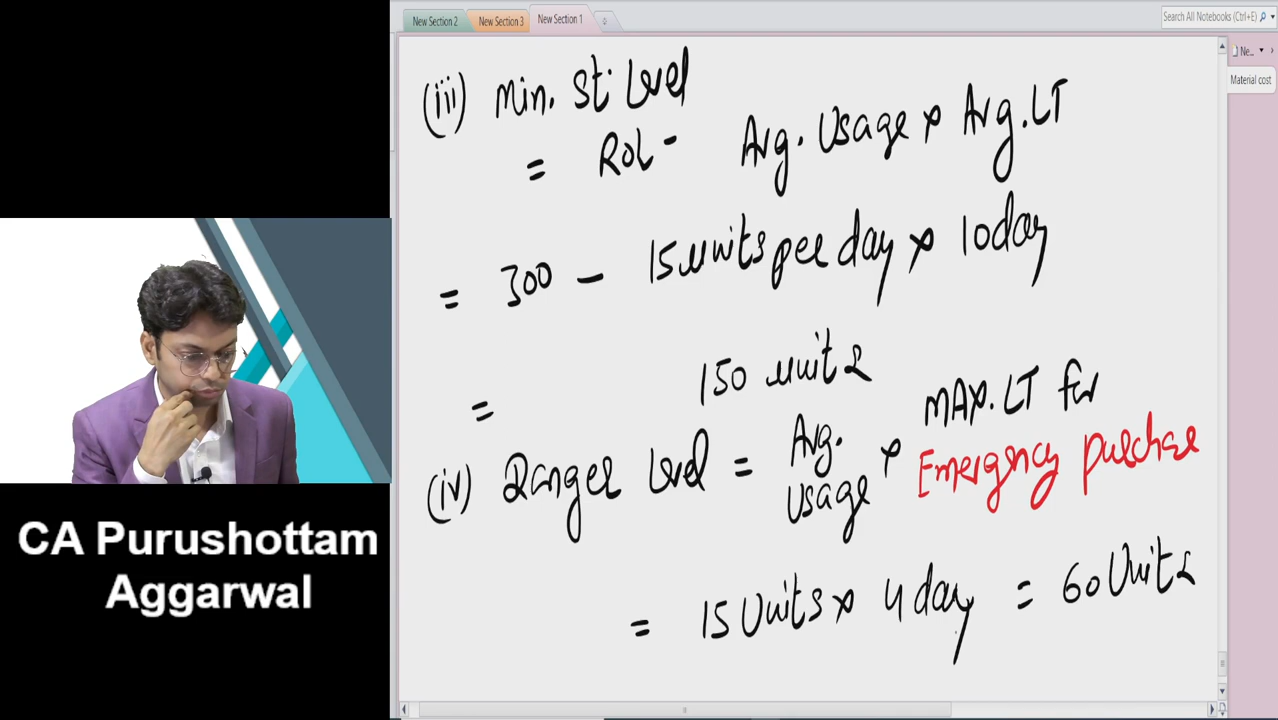 New Section 2
New Section 3
New Section 1
Search All Notebooks (Ctrl+E)
Ne...
Material cost
(iii) Min. St. Level
= ROL - Avg. Usage × Avg. LT
= 300 - 15 units per day × 10 day
= 150 units
(iv) Danger Level = Avg. Usage × MAX. LT for
Emergency purchase
= 15 Units × 4 day = 60 Units
CA Purushottam
Aggarwal